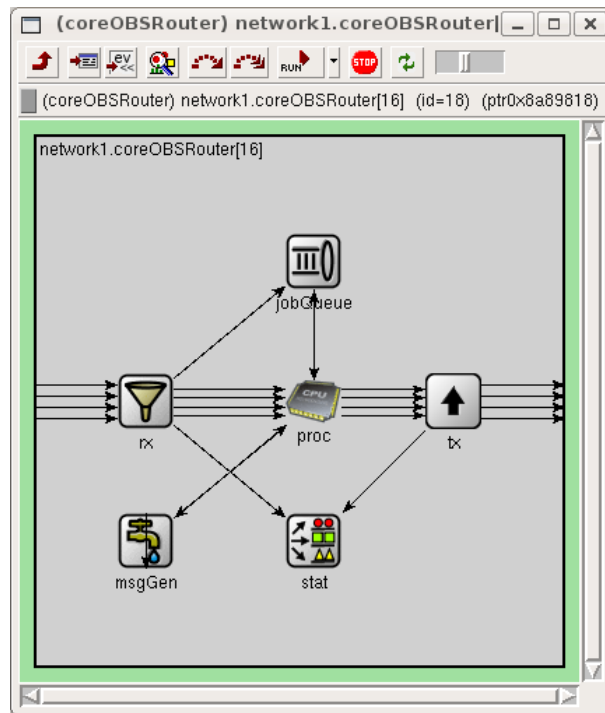 (coreOBSRouter) network1.coreOBSRouter[
ev
RUN
STOP
(coreOBSRouter) network1.coreOBSRouter[16] (id=18) (ptr0x8a89818)
network1.coreOBSRouter[16]
jobQueue
CPU
rx
proc
tx
msgGen
stat